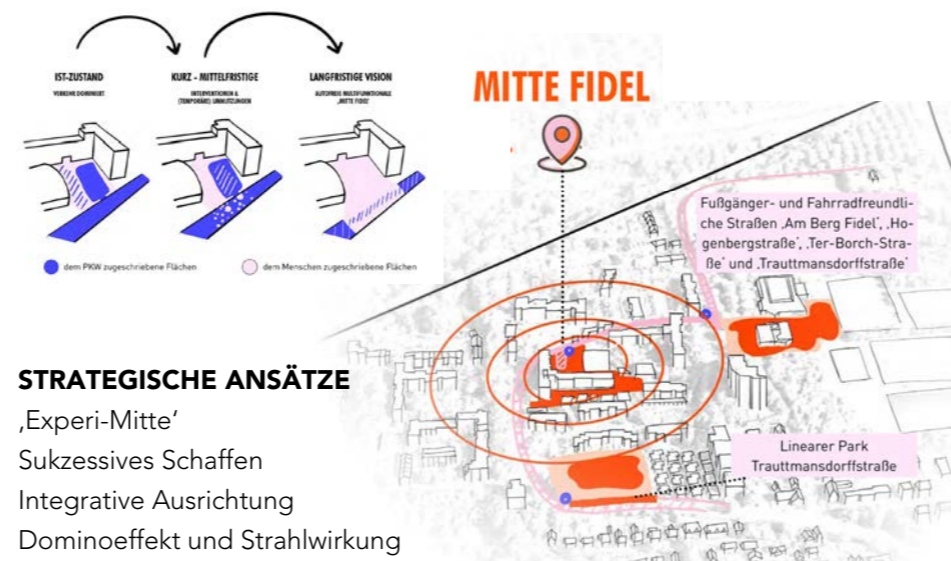 IST-ZUSTAND
VERKEHR DOMINIERT
KURZ - MITTELFRISTIGE
INTERVENTIONEN &
(TEMPORÄRE) UMNUTZUNGEN
LANGFRISTIGE VISION
AUTOFREIE MULTIFUNKTIONALE
‚MITTE FIDEL'
dem PKW zugeschriebene Flächen
dem Menschen zugeschriebene Flächen
MITTE FIDEL
Fußgänger- und Fahrradfreundli-
che Straßen ‚Am Berg Fidel', ‚Ho-
genbergstraße', ‚Ter-Borch-Stra-
ße' und ‚Trauttmansdorffstraße'
STRATEGISCHE ANSÄTZE
‚Experi-Mitte‘
Sukzessives Schaffen
Integrative Ausrichtung
Dominoeffekt und Strahlwirkung
Linearer Park
Trauttmansdorffstraße